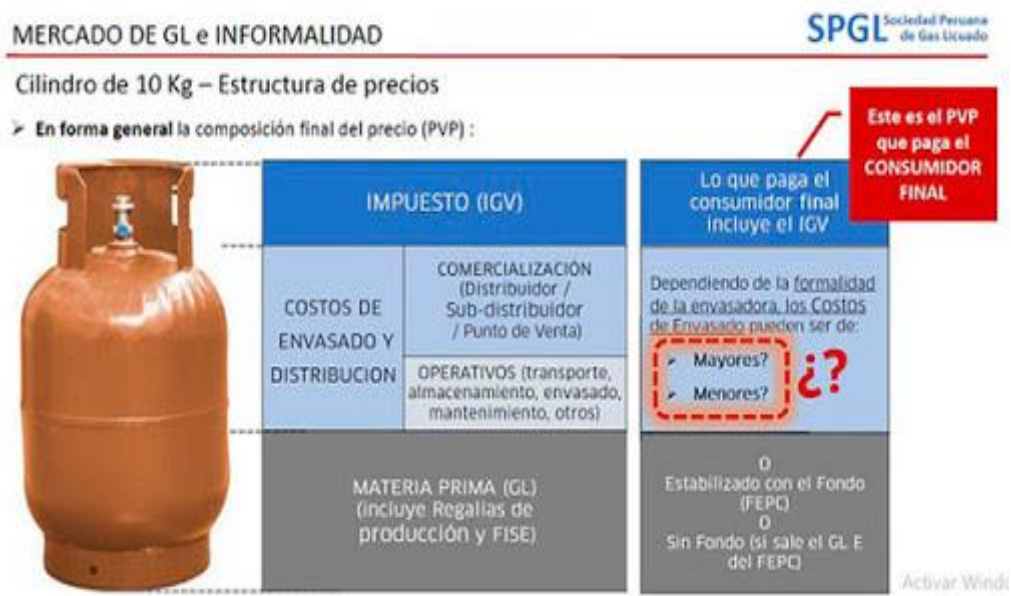 MERCADO DE GL e INFORMALIDAD
SPGL Sociedad Peruana
de Gas Licuado
Cilindro de 10 Kg – Estructura de precios
➢ En forma general la composición final del precio (PVP) :
Este es el PVP
que paga el
CONSUMIDOR
FINAL
IMPUESTO (IGV)
Lo que paga el
consumidor final
incluye el IGV
COSTOS DE
ENVASADO Y
DISTRIBUCION
COMERCIALIZACIÓN
(Distribuidor /
Sub-distribuidor
/ Punto de Venta)
OPERATIVOS (transporte,
almacenamiento, envasado,
mantenimiento, otros)
Dependiendo de la formalidad
de la envasadora, los Costos
de Envasado pueden ser de:
➢ Mayores?
➢ Menores?
¿?
MATERIA PRIMA (GL)
(incluye Regalías de
producción y FISE)
O
Estabilizado con el Fondo
(FEPC)
O
Sin Fondo (si sale el GL E
del FEPC)
Activar Windo